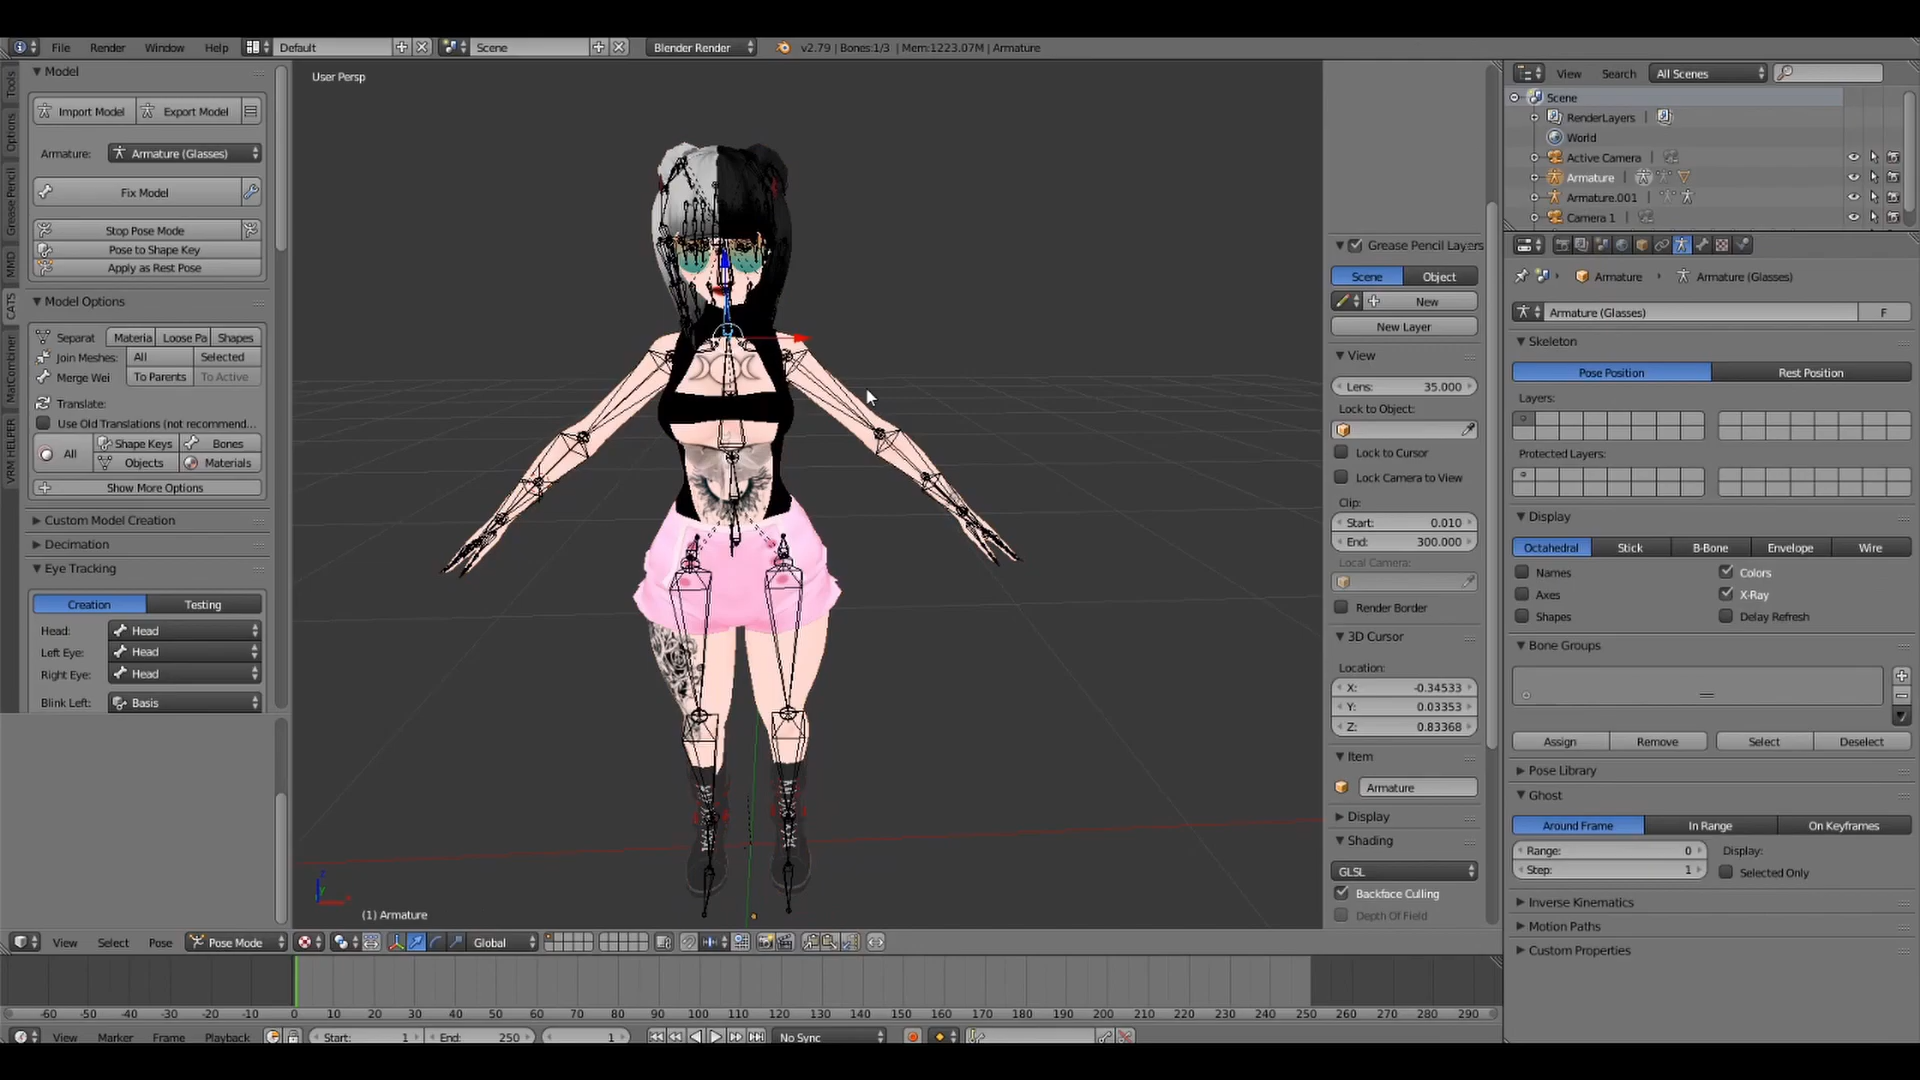 File Render Window Help Default Scene Blender Render v2.79 | Bones:1/3 | Mem:1223.07M | Armature
Tools
Options
Grease Pencil
MMD
CATS
MatCombiner
VRM HELPER
Model
Import Model Export Model
Armature: Armature (Glasses)
Fix Model
Stop Pose Mode
Pose to Shape Key
Apply as Rest Pose
Model Options
Separat Materia Loose Pa Shapes
Join Meshes: All Selected
Merge Wei To Parents To Active
Translate:
Use Old Translations (not recommend...
All Shape Keys Bones
Objects Materials
Show More Options
Custom Model Creation
Decimation
Eye Tracking
Creation Testing
Head: Head
Left Eye: Head
Right Eye: Head
Blink Left: Basis
User Persp
(1) Armature
View Select Pose Pose Mode Global
Grease Pencil Layers
Scene Object
New
New Layer
View
Lens: 35.000
Lock to Object:
Lock to Cursor
Lock Camera to View
Clip:
Start: 0.010
End: 300.000
Local Camera:
Render Border
3D Cursor
Location:
X: -0.34533
Y: 0.03353
Z: 0.83368
Item
Armature
Display
Shading
GLSL
Backface Culling
Depth Of Field
View Search All Scenes
Scene
RenderLayers |
World
Active Camera
Armature
Armature.001
Camera 1
Armature Armature (Glasses)
Armature (Glasses) F
Skeleton
Pose Position Rest Position
Layers:
Protected Layers:
Display
Octahedral Stick B-Bone Envelope Wire
Names Colors
Axes X-Ray
Shapes Delay Refresh
Bone Groups
Assign Remove Select Deselect
Pose Library
Ghost
Around Frame In Range On Keyframes
Range: 0 Display:
Step: 1 Selected Only
Inverse Kinematics
Motion Paths
Custom Properties
-60 -50 -40 -30 -20 -10 0 10 20 30 40 50 60 70 80 90 100 110 120 130 140 150 160 170 180 190 200 210 220 230 240 250 260 270 280 290
View Marker Frame Playback Start: 1 End: 250 1 No Sync